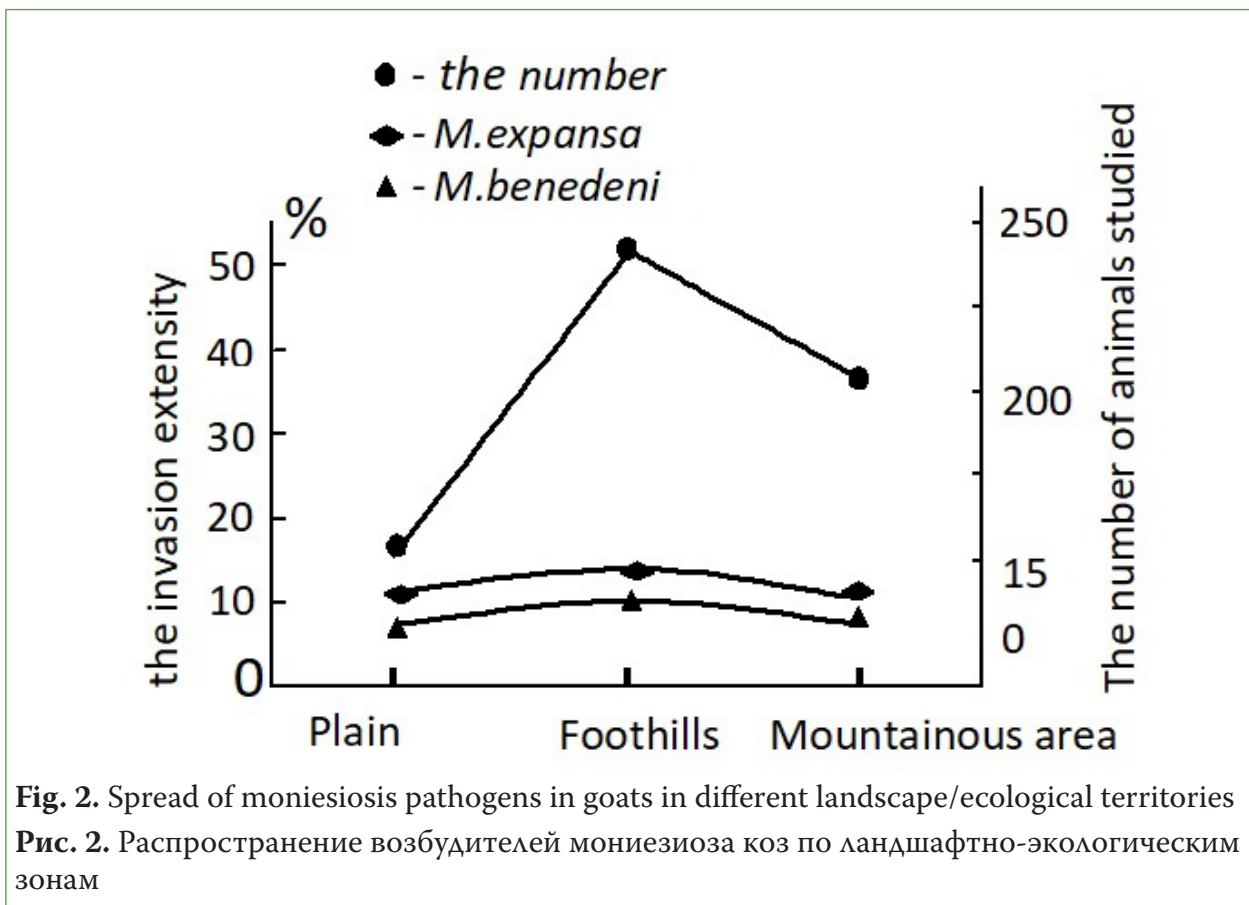 ● - the number
◆ - M.expansa
▲ - M.benedeni
%
the invasion extensity
50
40
30
20
10
0
250
200
15
0
The number of animals studied
Plain Foothills Mountainous area
Fig. 2. Spread of moniesiosis pathogens in goats in different landscape/ecological territories
Рис. 2. Распространение возбудителей мониезиоза коз по ландшафтно-экологическим
зонам